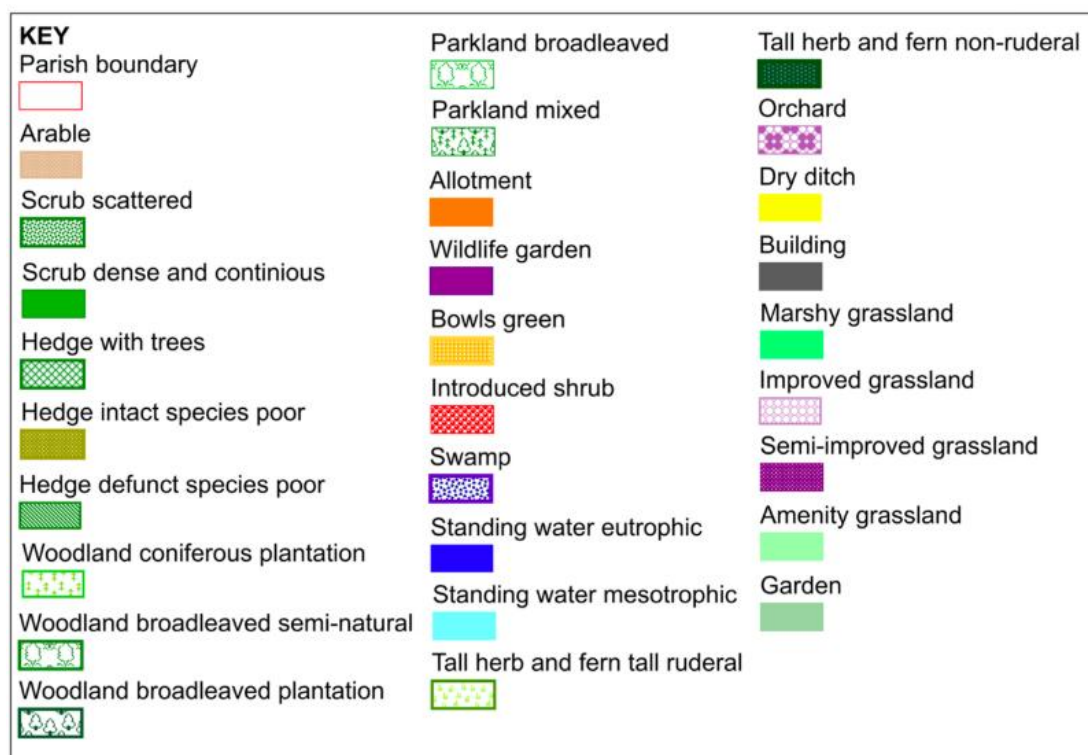 KEY
Parish boundary
Arable
Scrub scattered
Scrub dense and continious
Hedge with trees
Hedge intact species poor
Hedge defunct species poor
Woodland coniferous plantation
Woodland broadleaved semi-natural
Woodland broadleaved plantation
Parkland broadleaved
Parkland mixed
Allotment
Wildlife garden
Bowls green
Introduced shrub
Swamp
Standing water eutrophic
Standing water mesotrophic
Tall herb and fern tall ruderal
Tall herb and fern non-ruderal
Orchard
Dry ditch
Building
Marshy grassland
Improved grassland
Semi-improved grassland
Amenity grassland
Garden